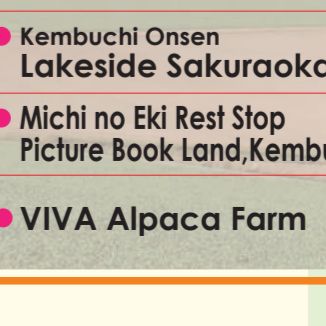 Kembuchi Onsen
Lakeside Sakuraoka
Michi no Eki Rest Stop
Picture Book Land,Kembu
VIVA Alpaca Farm